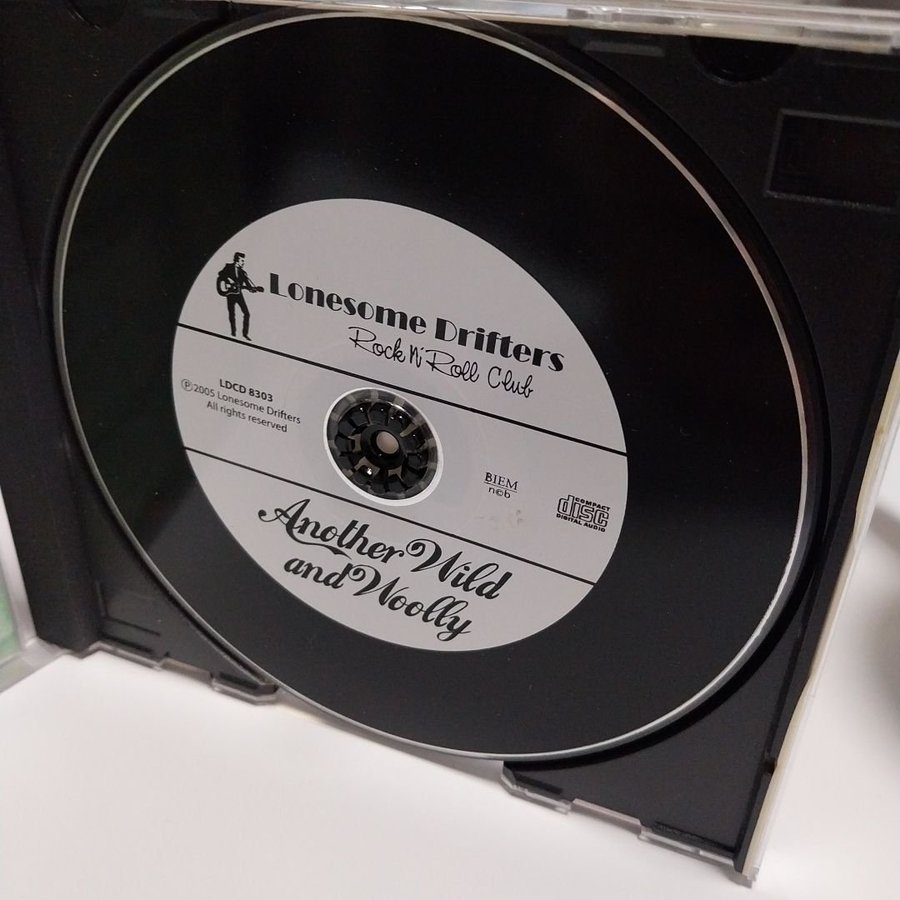 Lonesome Drifters
Rock N' Roll Club
LDCD 8303
℗2005 Lonesome Drifters
All rights reserved
BIEM
n©b
COMPACT
disc
DIGITAL AUDIO
Another Wild
and Woolly